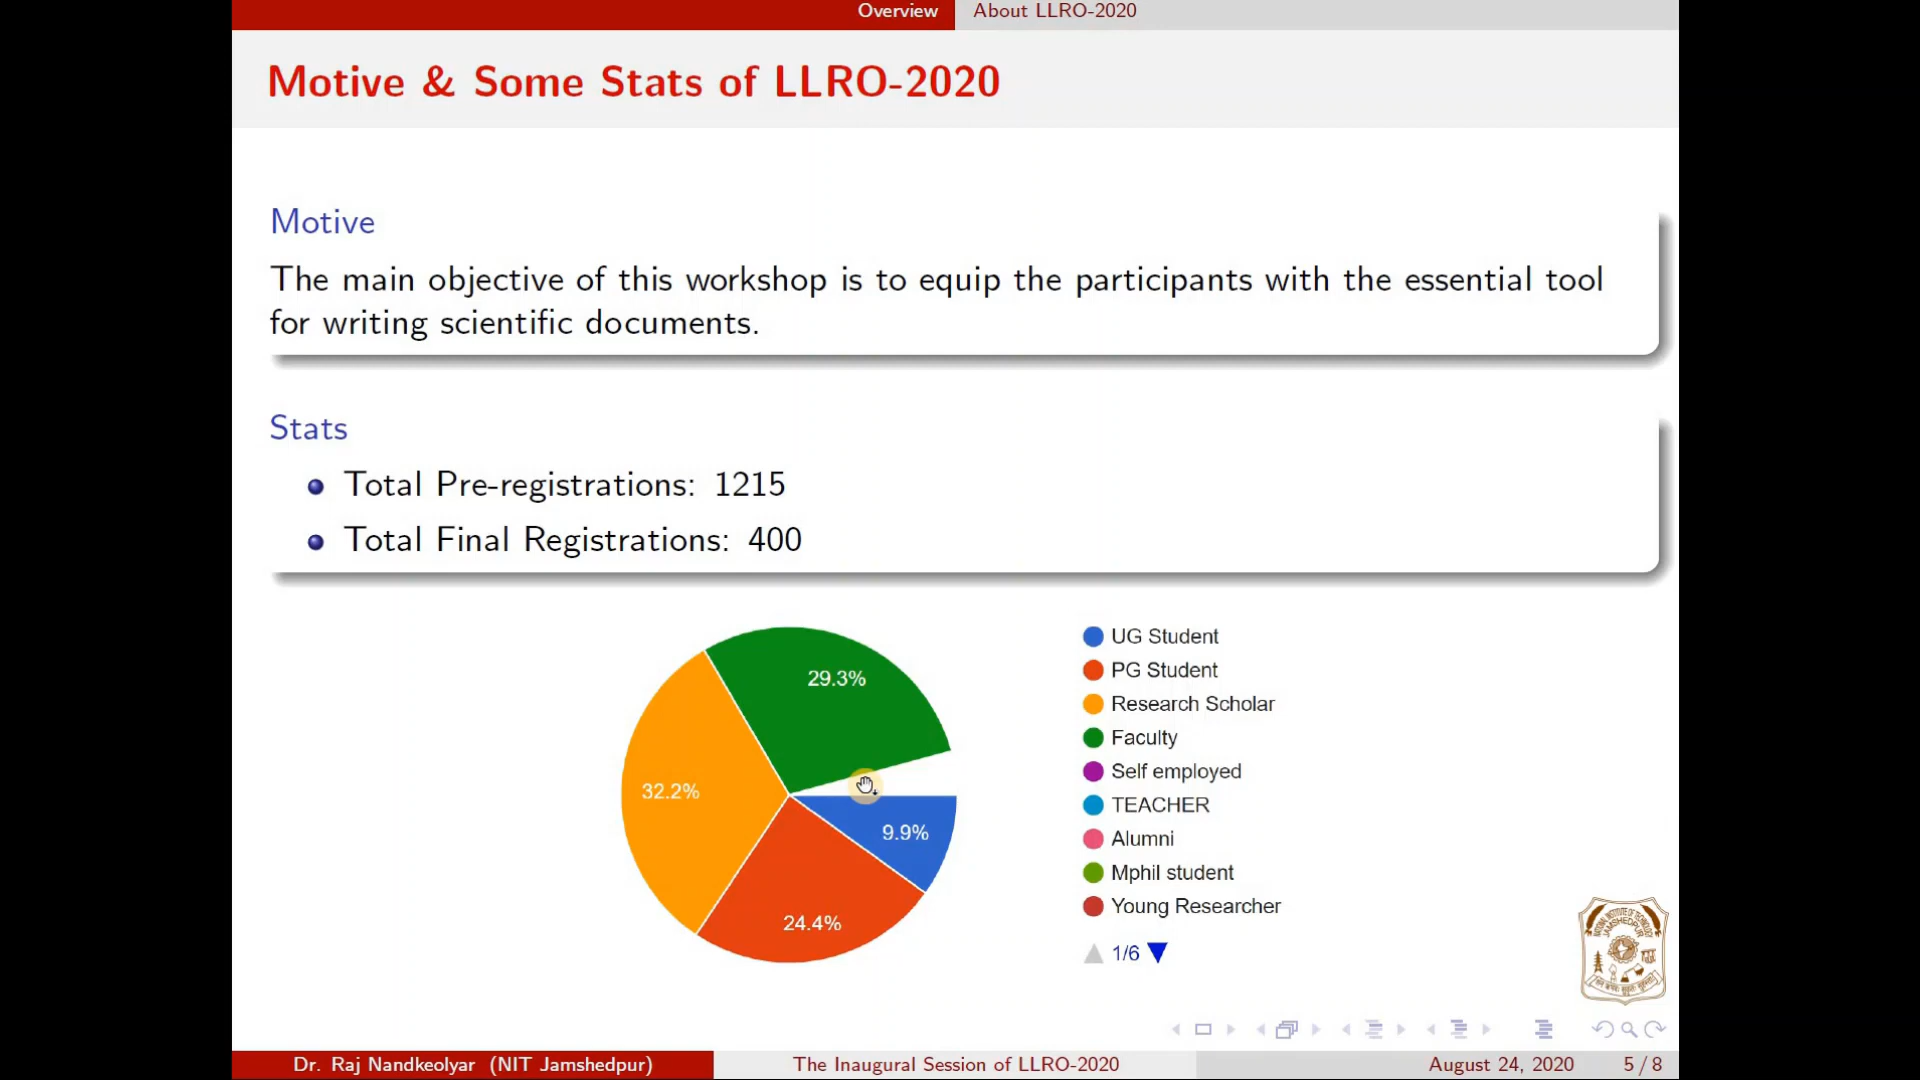 Overview About LLRO-2020
Motive & Some Stats of LLRO-2020
Motive
The main objective of this workshop is to equip the participants with the essential tool
for writing scientific documents.
Stats
Total Pre-registrations: 1215
Total Final Registrations: 400
29.3%
32.2%
9.9%
24.4%
UG Student
PG Student
Research Scholar
Faculty
Self employed
TEACHER
Alumni
Mphil student
Young Researcher
1/6
Dr. Raj Nandkeolyar (NIT Jamshedpur) The Inaugural Session of LLRO-2020 August 24, 2020 5 / 8